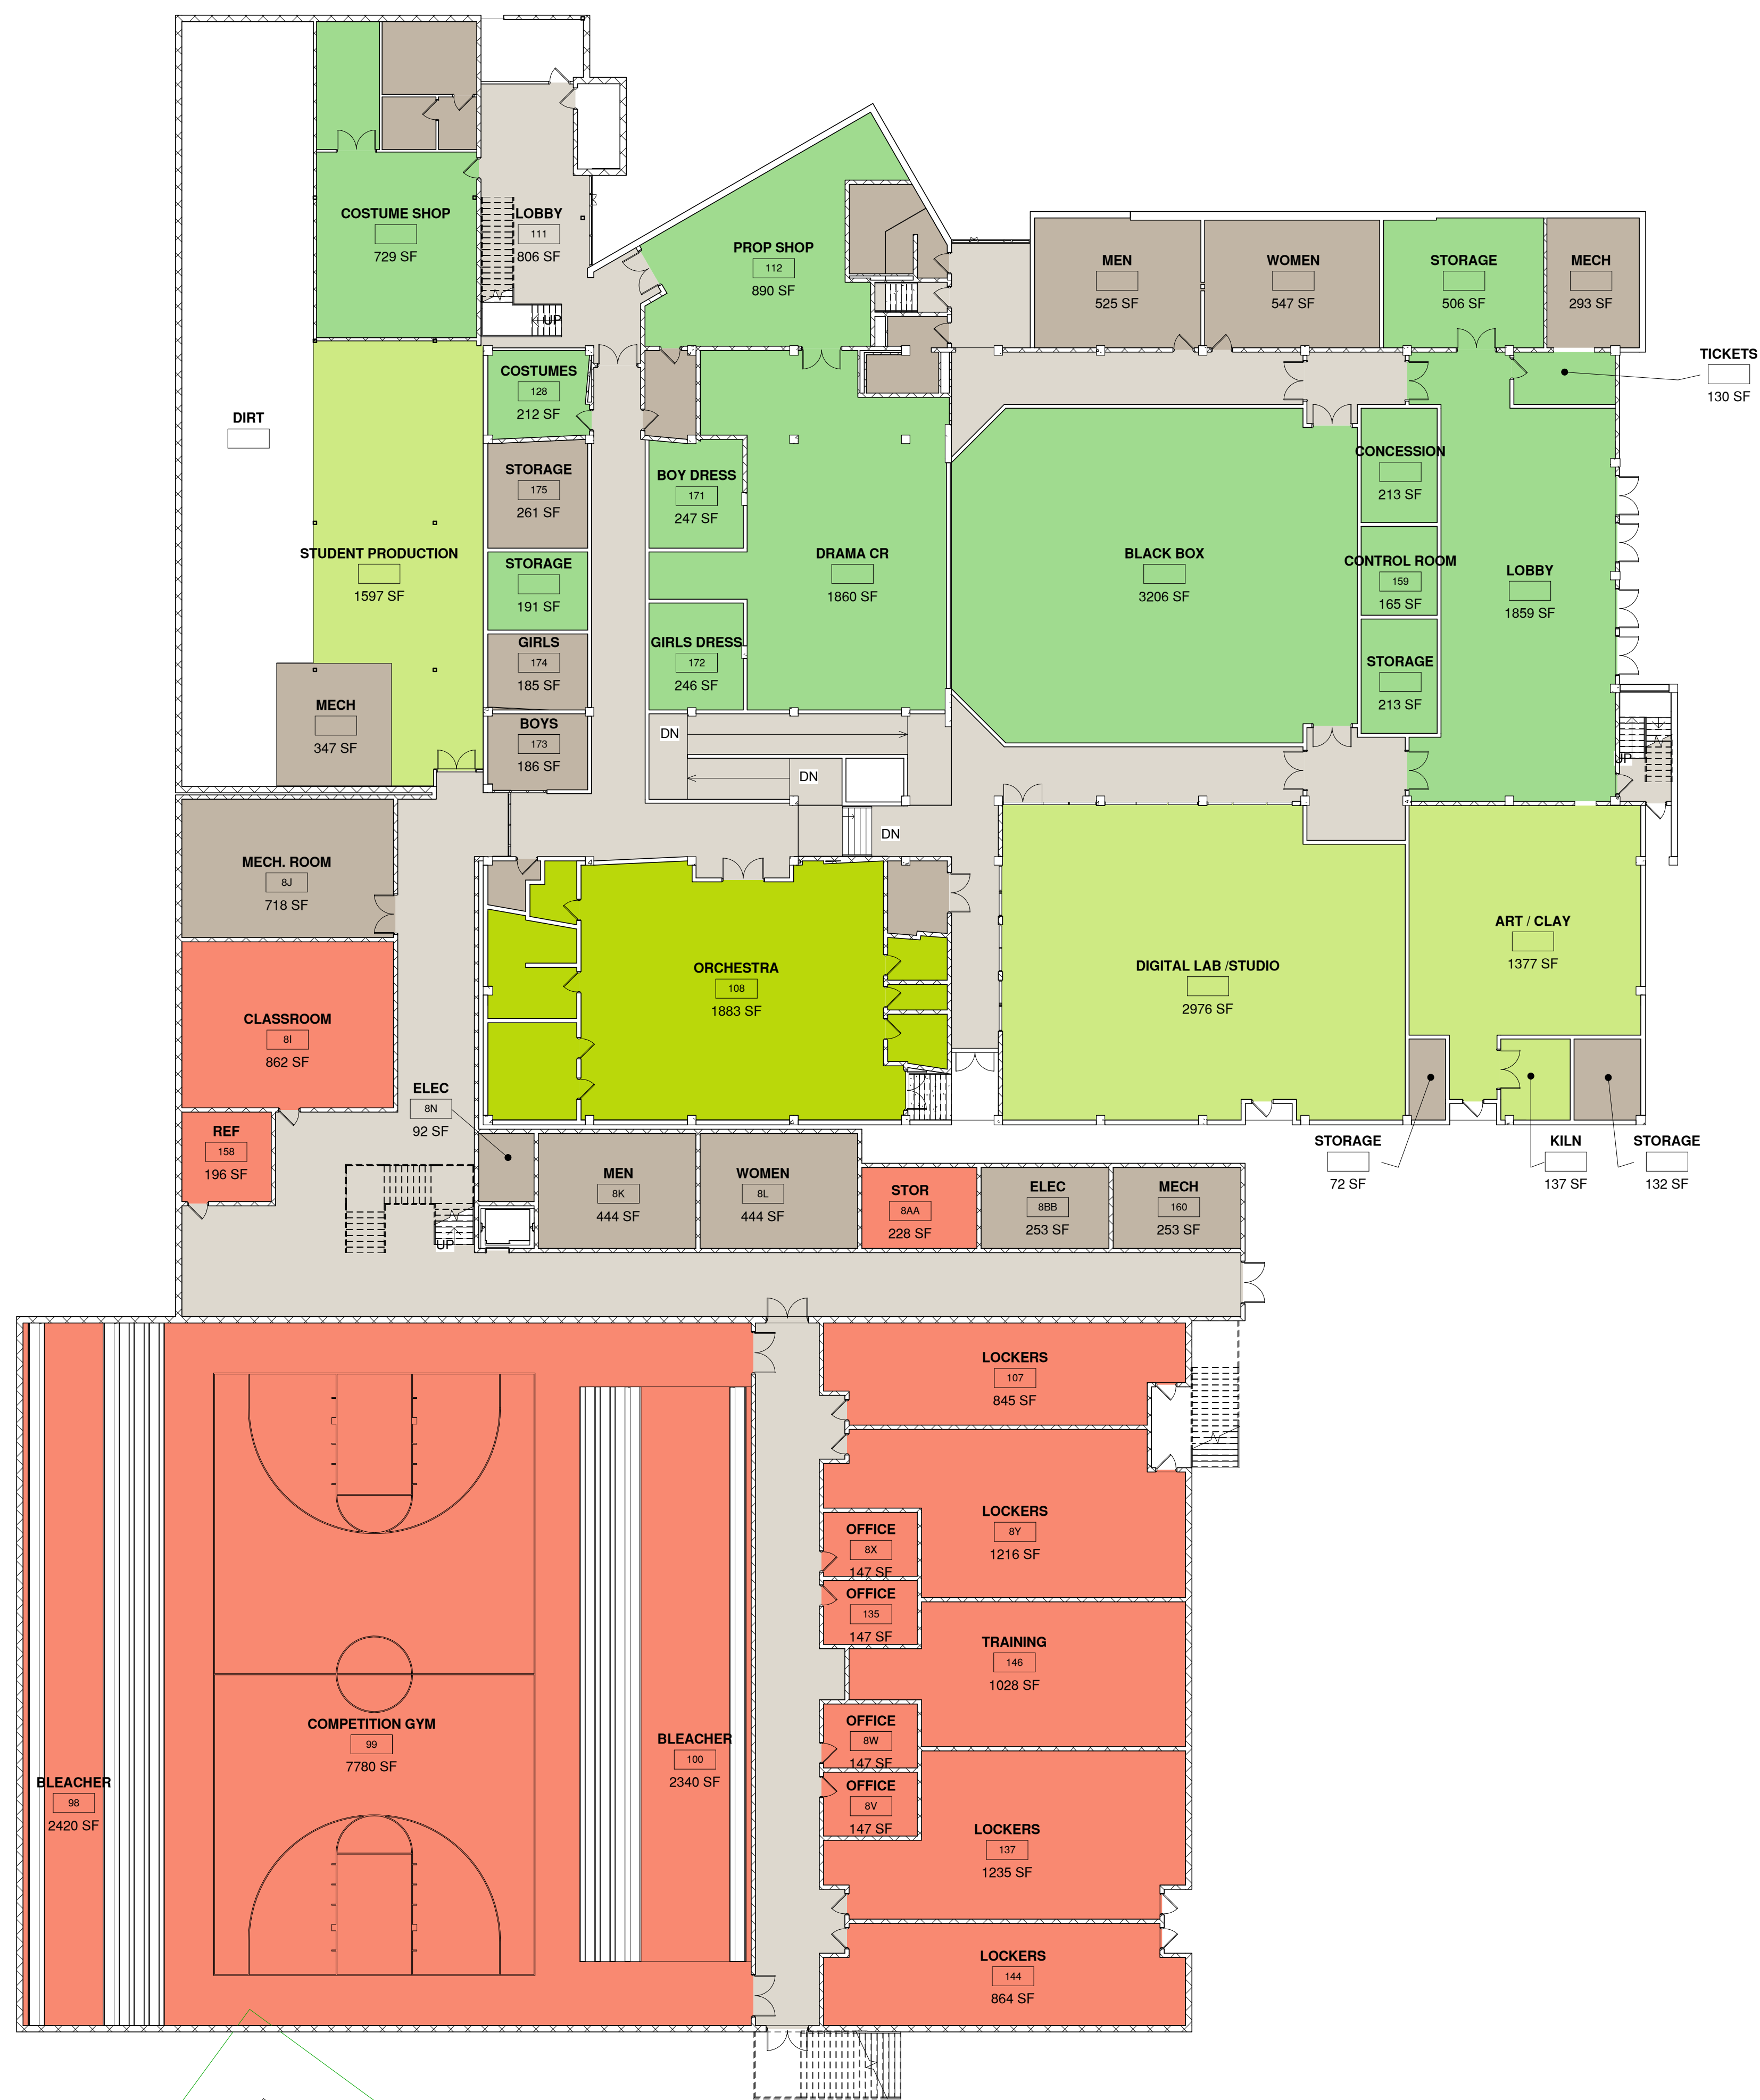 COSTUME SHOP
729 SF
LOBBY
111
806 SF
UP
PROP SHOP
112
890 SF
MEN
525 SF
WOMEN
547 SF
STORAGE
506 SF
MECH
293 SF
TICKETS
130 SF
DIRT
COSTUMES
128
212 SF
STORAGE
175
261 SF
BOY DRESS
171
247 SF
CONCESSION
213 SF
STUDENT PRODUCTION
1597 SF
STORAGE
191 SF
DRAMA CR
1860 SF
BLACK BOX
3206 SF
CONTROL ROOM
159
165 SF
LOBBY
1859 SF
GIRLS
174
185 SF
GIRLS DRESS
172
246 SF
STORAGE
213 SF
MECH
347 SF
BOYS
173
186 SF
DN
DN
DN
UP
MECH. ROOM
8J
718 SF
ORCHESTRA
108
1883 SF
DIGITAL LAB /STUDIO
2976 SF
ART / CLAY
1377 SF
CLASSROOM
8I
862 SF
ELEC
8N
92 SF
REF
158
196 SF
UP
MEN
8K
444 SF
WOMEN
8L
444 SF
STOR
8AA
228 SF
ELEC
8BB
253 SF
MECH
160
253 SF
STORAGE
72 SF
KILN
137 SF
STORAGE
132 SF
LOCKERS
107
845 SF
LOCKERS
8Y
1216 SF
OFFICE
8X
147 SF
OFFICE
135
147 SF
TRAINING
146
1028 SF
COMPETITION GYM
99
7780 SF
BLEACHER
100
2340 SF
OFFICE
8W
147 SF
BLEACHER
98
2420 SF
OFFICE
8V
147 SF
LOCKERS
137
1235 SF
LOCKERS
144
864 SF